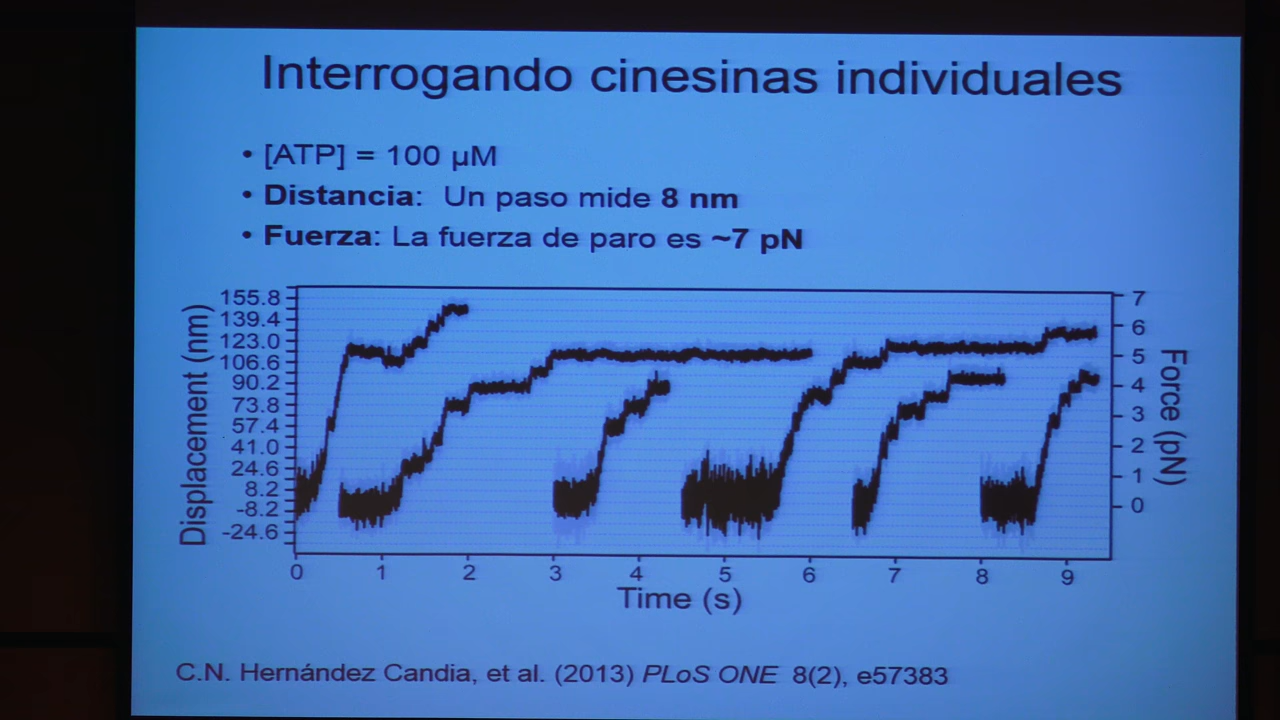 Interrogando cinesinas individuales
• [ATP] = 100 µM
• Distancia: Un paso mide 8 nm
• Fuerza: La fuerza de paro es ~7 pN
Displacement (nm)
155.8
139.4
123.0
106.6
90.2
73.8
57.4
41.0
24.6
8.2
-8.2
-24.6
7
6
5
4
3
2
1
0
Force (pN)
0 1 2 3 4 5 6 7 8 9
Time (s)
C.N. Hernández Candia, et al. (2013) PLoS ONE 8(2), e57383